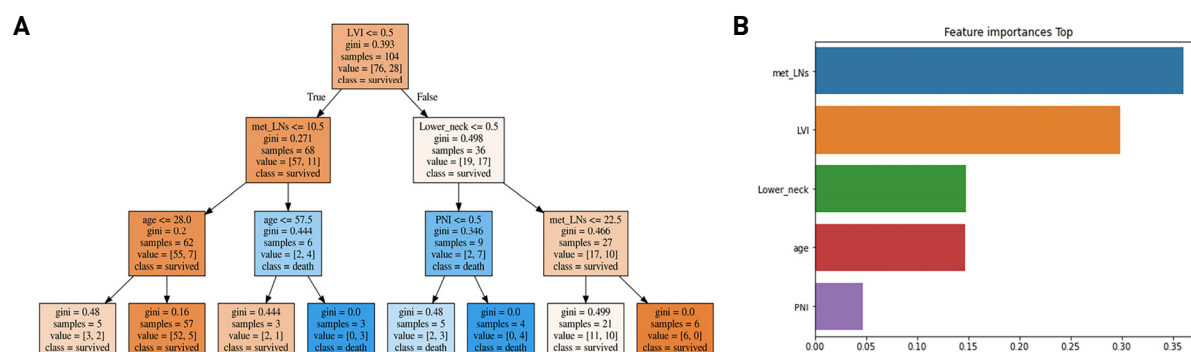 A
LVI <= 0.5
gini = 0.393
samples = 104
value = [76, 28]
class = survived
True
False
met_LNs <= 10.5
gini = 0.271
samples = 68
value = [57, 11]
class = survived
Lower_neck <= 0.5
gini = 0.498
samples = 36
value = [19, 17]
class = survived
age <= 28.0
gini = 0.2
samples = 62
value = [55, 7]
class = survived
age <= 57.5
gini = 0.444
samples = 6
value = [2, 4]
class = death
PNI <= 0.5
gini = 0.346
samples = 9
value = [2, 7]
class = death
met_LNs <= 22.5
gini = 0.466
samples = 27
value = [17, 10]
class = survived
gini = 0.48
samples = 5
value = [3, 2]
class = survived
gini = 0.16
samples = 57
value = [52, 5]
class = survived
gini = 0.444
samples = 3
value = [2, 1]
class = survived
gini = 0.0
samples = 3
value = [0, 3]
class = death
gini = 0.48
samples = 5
value = [2, 3]
class = death
gini = 0.0
samples = 4
value = [0, 4]
class = death
gini = 0.499
samples = 21
value = [11, 10]
class = survived
gini = 0.0
samples = 6
value = [6, 0]
class = survived
B
Feature importances Top
met_LNs
LVI
Lower_neck
age
PNI
0.00 0.05 0.10 0.15 0.20 0.25 0.30 0.35